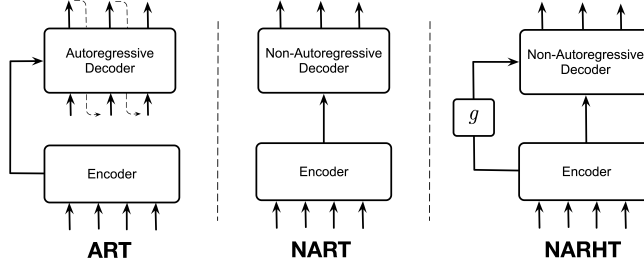 Autoregressive
Decoder
Encoder
ART
Non-Autoregressive
Decoder
Encoder
NART
Non-Autoregressive
Decoder
g
Encoder
NARHT